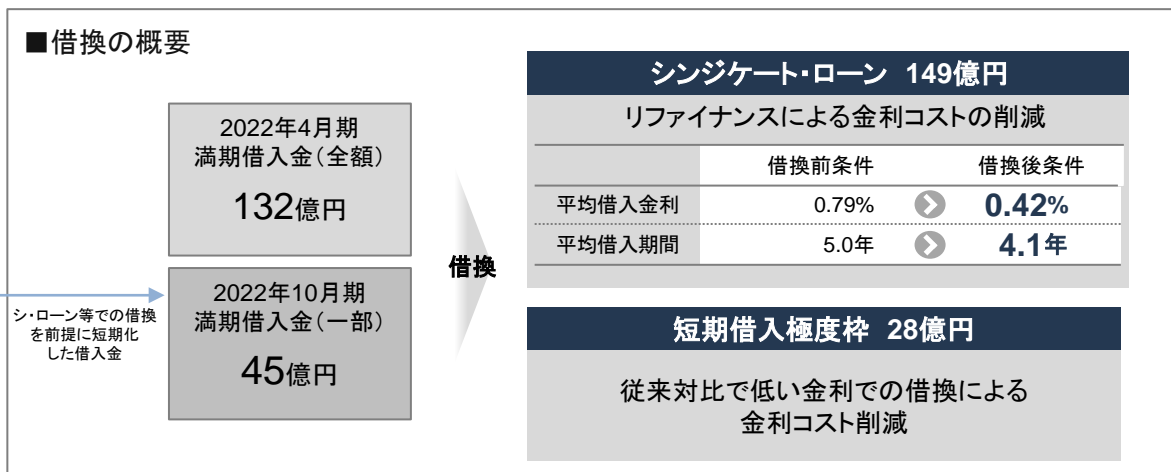 ■借換の概要
2022年4月期
満期借入金（全額）
132億円
2022年10月期
満期借入金（一部）
45億円
シ・ローン等での借換
を前提に短期化
した借入金
借換
シンジケート・ローン 149億円
リファイナンスによる金利コストの削減
借換前条件 借換後条件
平均借入金利 0.79% 0.42%
平均借入期間 5.0年 4.1年
短期借入極度枠 28億円
従来対比で低い金利での借換による
金利コスト削減